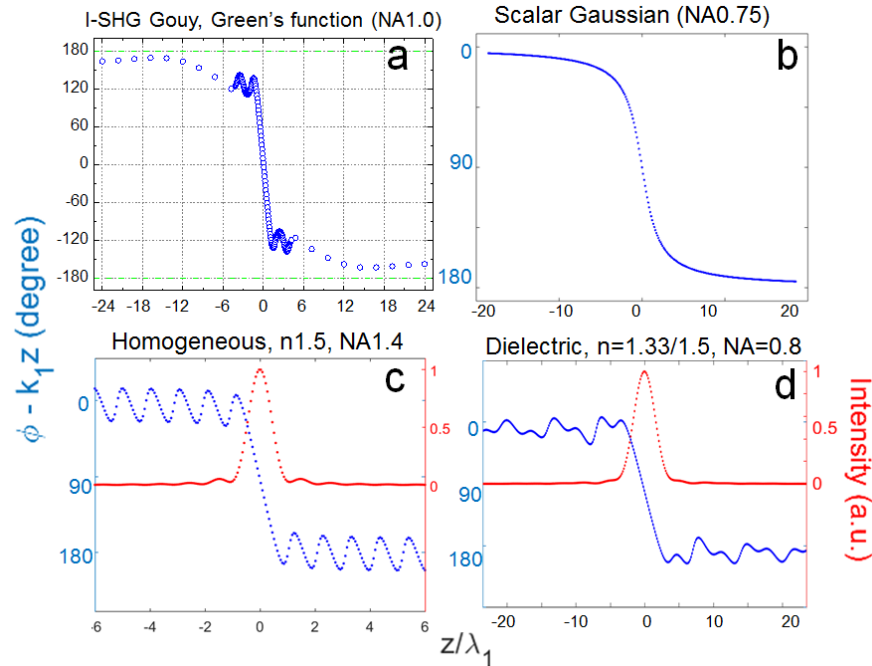 I-SHG Gouy, Green's function (NA1.0)
Scalar Gaussian (NA0.75)
a
180
120
60
0
-60
-120
-180
-24 -18 -12 -6 0 6 12 18 24
b
0
90
180
-20 -10 0 10 20
ϕ - k₁z (degree)
Homogeneous, n1.5, NA1.4
Dielectric, n=1.33/1.5, NA=0.8
c
0
90
180
1
0.5
0
-6 -4 -2 0 2 4 6
d
0
90
180
1
0.5
0
-20 -10 0 10 20
Intensity (a.u.)
z/λ₁